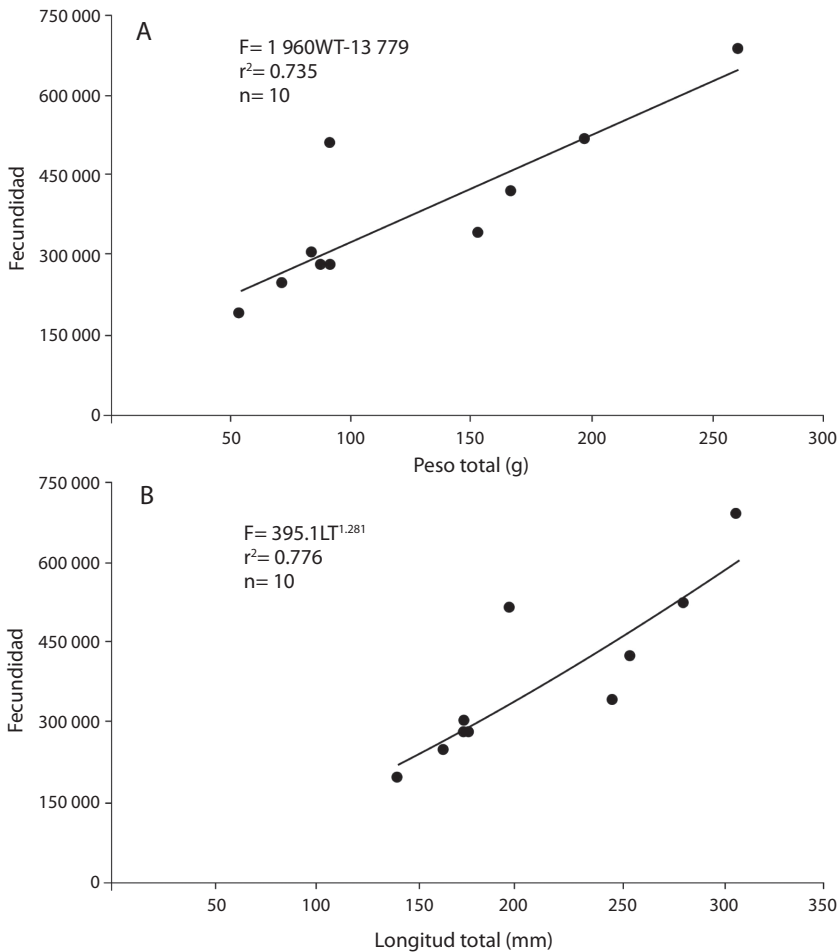 A
F= 1 960WT-13 779
r²= 0.735
n= 10
Fecundidad
750 000
600 000
450 000
300 000
150 000
0
50 100 150 200 250 300
Peso total (g)
B
F= 395.1LT^1.281
r²= 0.776
n= 10
Fecundidad
750 000
600 000
450 000
300 000
150 000
0
50 100 150 200 250 300 350
Longitud total (mm)